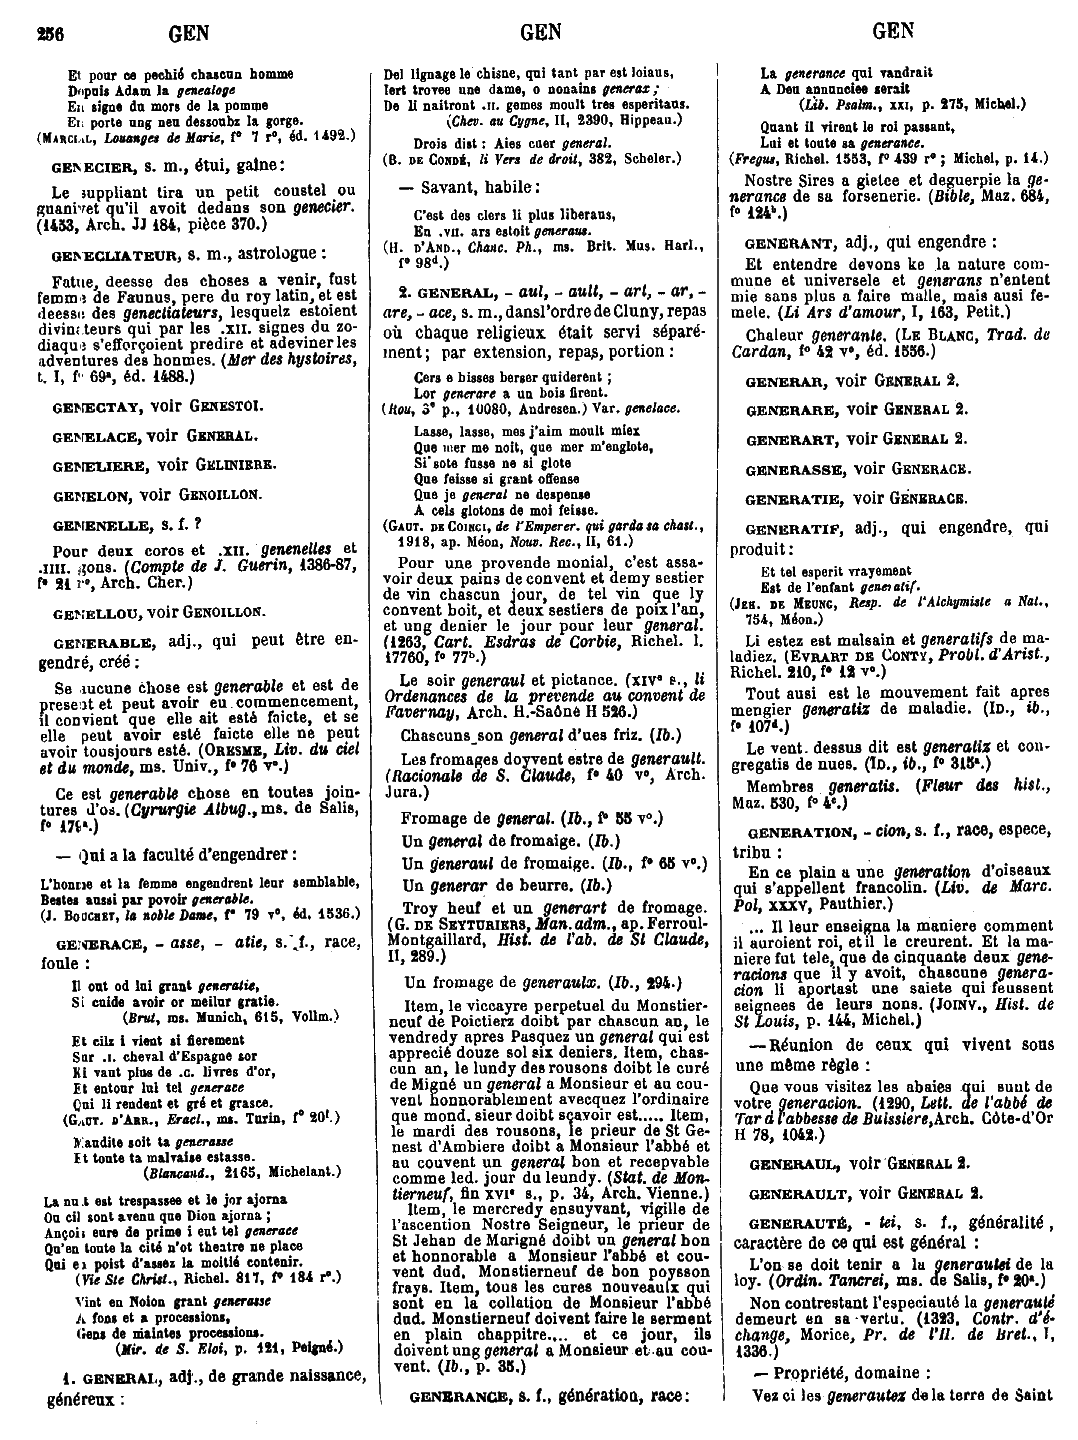 256 GEN GEN GEN
Et pour ce pechié chascun homme
Depuis Adam la genealoge
En signe du mors de la pomme
En porte ung neu dessoubz la gorge.
(MARCIAL, Louanges de Marie, f° 7 r°, éd. 1492.)
GENECIER, s. m., étui, gaîne :
Le suppliant tira un petit coustel ou
guanivet qu'il avoit dedans son genecier.
(1453, Arch. JJ 184, pièce 370.)
GENECLIATEUR, s. m., astrologue :
Fatue, deesse des choses a venir, fust
femme de Faunus, pere du roy latin, et est
deesse des genecliateurs, lesquelz estoient
divinateurs qui par les .XII. signes du zo-
diaque s'efforçoient predire et adeviner les
adventures des hommes. (Mer des hystoires,
t. I, f° 69ᵃ, éd. 1488.)
GENECTAY, voir GENESTOI.
GENELACE, voir GENERAL.
GENELIERE, voir GELINIERE.
GENELON, voir GENOILLON.
GENENELLE, s. f. ?
Pour deux coros et .XII. genenelles et
.IIII. gons. (Compte de J. Guerin, 1386-87,
f° 21 r°, Arch. Cher.)
GENELLOU, voir GENOILLON.
GENERABLE, adj., qui peut être en-
gendré, créé :
Se aucune chose est generable et est de
present et peut avoir eu commencement,
il convient que elle ait esté faicte, et se
elle peut avoir esté faicte elle ne peut
avoir tousjours esté. (ORESME, Liv. du ciel
et du monde, ms. Univ., f° 76 v°.)
Ce est generable chose en toutes join-
tures d'os. (Cyrurgie Albug., ms. de Salis,
— Qui a la faculté d'engendrer :
L'homme et la femme engendrent leur semblable,
Bestes aussi par povoir generable.
(J. BOUCHET, la noble Dame, f° 79 v°, éd. 1536.)
GENERACE, - asse, - atie, s. f., race,
foule :
Il out od lui grant generatie,
Si cuide avoir or meilur gratie.
(Brut, ms. Munich, 615, Vollm.)
Et cilz i vient si fierement
Sur .I. cheval d'Espagne sor
Ki vaut plus de .C. livres d'or,
Et entour lui tel generace
Qui li rendent et gré et grasce.
(GAUT. D'ARR., Eracl., ms. Turin, f° 20ᶠ.)
Maudite soit ta generasse
Et toute ta malvaise estasse.
(Blancand., 2165, Michelant.)
La nuit est trespassee et le jor ajorna
Ou cil sont avenu que Dion ajorna ;
Ançois eure de prime i eut tel generace
Qu'en toute la cité n'ot theatre ne place
Qui en poist d'assez la moitié contenir.
(Vie Ste Christ., Richel. 817, f° 184 r°.)
Vint en Noion grant generasse
A fons et a processions,
Gens de maintes processions.
(Mir. de S. Eloi, p. 121, Peigné.)
1. GENERAL, adj., de grande naissance,
généreux :
Del lignage le chisne, qui tant par est loiaus,
Iert trovee une dame, o nonains generax ;
De li naitront .II. gemes moult tres esperitaus.
(Chev. au Cygne, II, 2390, Hippeau.)
Drois dist : Aies cuer general.
(B. DE CONDÉ, li Vers de droit, 382, Scheler.)
— Savant, habile :
C'est des clers li plus liberaus,
En .VII. ars estoit generaus.
(H. D'AND., Chanc. Ph., ms. Brit. Mus. Harl.,
f° 98ᵈ.)
2. GENERAL, - aul, - ault, - art, - ar, -
are, - ace, s. m., dans l'ordre de Cluny, repas
où chaque religieux était servi séparé-
ment ; par extension, repas, portion :
Cers e bisses berser quiderent ;
Lor generare a un bois firent.
(Rou, 3ᵉ p., 10080, Andresen.) Var. genelace.
Lasse, lasse, mes j'aim moult miex
Que mer me noit, que mer m'englote,
Si sote fusse ne si glote
Que feisse si grant offense
Que je general ne despense
A cels glotons de moi feisse.
(GAUT. DE COINCI, de l'Emperer. qui garda sa chast.,
1918, ap. Méon, Nouv. Rec., II, 61.)
Pour une provende monial, c'est assa-
voir deux pains de convent et demy sestier
de vin chascun jour, de tel vin que ly
convent boit, et deux sestiers de poix l'an,
et ung denier le jour pour leur general.
(1263, Cart. Esdras de Corbie, Richel. l.
17760, f° 77ᵇ.)
Le soir generaul et pictance. (XIVᵉ s., li
Ordenances de la prevende au convent de
Favernay, Arch. H.-Saône H 526.)
Chascuns son general d'ues friz. (Ib.)
Les fromages doyvent estre de generault.
(Racionale de S. Claude, f° 40 v°, Arch.
Jura.)
Fromage de general. (Ib., f° 55 v°.)
Un general de fromaige. (Ib.)
Un generaul de fromaige. (Ib., f° 65 v°.)
Un generar de beurre. (Ib.)
Troy heuf et un generart de fromage.
(G. DE SEYTURIERS, Man. adm., ap. Ferroul-
Montgaillard, Hist. de l'ab. de St Claude,
II, 289.)
Un fromage de generaulx. (Ib., 294.)
Item, le viccayre perpetuel du Monstier-
neuf de Poictierz doibt par chascun an, le
vendredy apres Pasquez un general qui est
apprecié douze sol six deniers. Item, chas-
cun an, le lundy des rousons doibt le curé
de Migné un general a Monsieur et au cou-
vent honnorablement avecquez l'ordinaire
que mond. sieur doibt sçavoir est..... Item,
le mardi des rousons, le prieur de St Ge-
nest d'Ambiere doibt a Monsieur l'abbé et
au couvent un general bon et recepvable
comme led. jour du leundy. (Stat. de Mon-
tierneuf, fin XVIᵉ s., p. 34, Arch. Vienne.)
Item, le mercredy ensuyvant, vigille de
l'ascention Nostre Seigneur, le prieur de
St Jehan de Marigné doibt un general bon
et honnorable a Monsieur l'abbé et cou-
vent dud. Monstierneuf de bon poysson
frays. Item, tous les cures nouveaulx qui
sont en la collation de Monsieur l'abbé
dud. Monstierneuf doivent faire le serment
en plain chappitre.... et ce jour, ils
doivent ung general a Monsieur et au cou-
vent. (Ib., p. 35.)
GENERANCE, s. f., génération, race :
La generance qui vandrait
A Deu annunciee serait
(Lib. Psalm., XXI, p. 275, Michel.)
Quant il virent le roi passant,
Lui et toute sa generance.
(Fregus, Richel. 1553, f° 439 r° ; Michel, p. 14.)
Nostre Sires a gietee et deguerpie la ge-
nerance de sa forsenerie. (Bible, Maz. 684,
f° 124ᵇ.)
GENERANT, adj., qui engendre :
Et entendre devons ke la nature com-
mune et universele et generans n'entent
mie sans plus a faire malle, mais ausi fe-
mele. (Li Ars d'amour, I, 163, Petit.)
Chaleur generante. (LE BLANC, Trad. de
Cardan, f° 42 v°, éd. 1556.)
GENERAR, voir GENERAL 2.
GENERARE, voir GENERAL 2.
GENERART, voir GENERAL 2.
GENERASSE, voir GENERACE.
GENERATIE, voir GENERACE.
GENERATIF, adj., qui engendre, qui
produit :
Et tel esperit vrayement
Est de l'enfant generatif.
(JEH. DE MEUNG, Resp. de l'Alchymiste a Nat.,
754, Méon.)
Li estez est malsain et generatifs de ma-
ladiez. (EVRART DE CONTY, Probl. d'Arist.,
Richel. 210, f° 12 v°.)
Tout ausi est le mouvement fait apres
mengier generatiz de maladie. (ID., ib.,
f° 107ᵈ.)
Le vent dessus dit est generatiz et con-
gregatis de nues. (ID., ib., f° 315ᵃ.)
Membres generatis. (Fleur des hist.,
Maz. 530, f° 4ᶜ.)
GENERATION, - cion, s. f., race, espece,
tribu :
En ce plain a une generation d'oiseaux
qui s'appellent francolin. (Liv. de Marc.
Pol, XXXV, Pauthier.)
... Il leur enseigna la maniere comment
il auroient roi, et il le creurent. Et la ma-
niere fut tele, que de cinquante deux gene-
racions que il y avoit, chascune genera-
cion li aportast une saiete qui feussent
seignees de leurs nons. (JOINV., Hist. de
St Louis, p. 144, Michel.)
— Réunion de ceux qui vivent sous
une même règle :
Que vous visitez les abaies qui sunt de
votre generacion. (1290, Lett. de l'abbé de
Tar à l'abbesse de Buissiere, Arch. Côte-d'Or
H 78, 1042.)
GENERAUL, voir GENERAL 2.
GENERAULT, voir GENERAL 2.
GENERAUTÉ, - tei, s. f., généralité,
caractère de ce qui est général :
L'on se doit tenir a la generautei de la
loy. (Ordin. Tancrei, ms. de Salis, f° 20ᵃ.)
Non contrestant l'especiauté la generaulé
demeurt en sa vertu. (1323, Contr. d'é-
change, Morice, Pr. de l'H. de Bret., I,
1336.)
— Propriété, domaine :
Vez ci les generautez de la terre de Saint